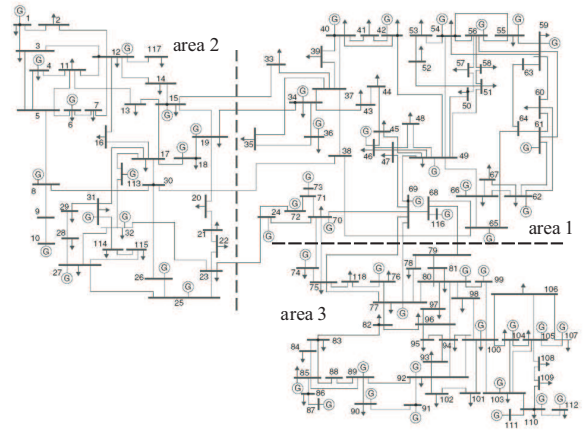 G 1 2 3 G 4 11 5 G 6 7 12 G 117 14 13 15 G 16 17 G 18 G 19
area 2
G 8 9 10 G 31 G 113 G 29 28 G 32 27 G 114 115 30 26 G 25 G 20 21 22 23
33 34 G 35 G 36 38 G 40 39 37 41 42 G 43 44
53 54 G 52 56 G 55 G 59 G 57 58 50 51 63 60 64 61 G G
G 45 G 46 G 47 48 49 67 66 G 62 65 G
24 G G 73 72 G 71 70 G 69 G 68 116 G
area 1
area 3
G 74 75 118 G 76 77 G 78 79 80 G 81 97 98 G 99 G 82 96 83 84 95 94 93
G 85 G 86 87 G 88 89 G 90 G 91 G 92 102 101 G 100 G 103 G 104 G 105 G 106 107 G 108 109 110 G 111 G 112 G